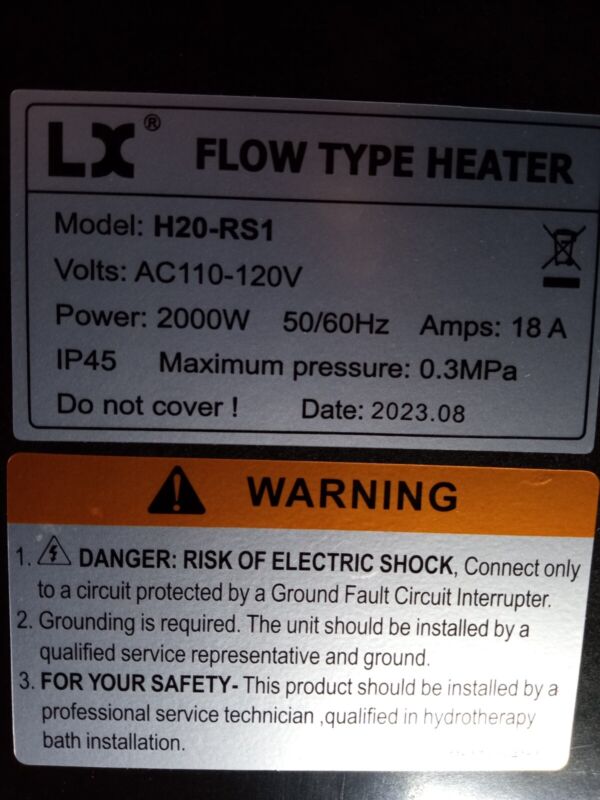 LX® FLOW TYPE HEATER
Model: H20-RS1
Volts: AC110-120V
Power: 2000W 50/60Hz Amps: 18 A
IP45 Maximum pressure: 0.3MPa
Do not cover ! Date: 2023.08
WARNING
1. DANGER: RISK OF ELECTRIC SHOCK, Connect only
to a circuit protected by a Ground Fault Circuit Interrupter.
2. Grounding is required. The unit should be installed by a
qualified service representative and ground.
3. FOR YOUR SAFETY- This product should be installed by a
professional service technician ,qualified in hydrotherapy
bath installation.